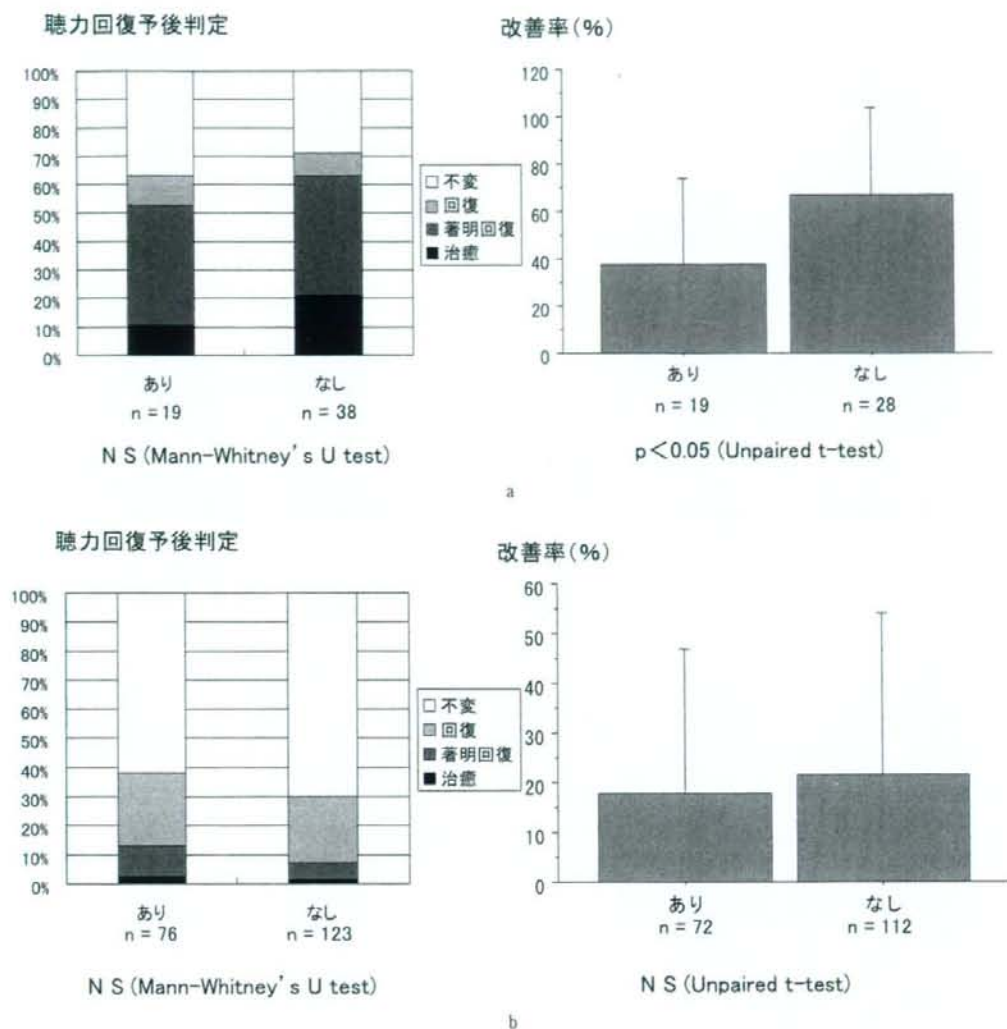 聴力回復予後判定
100%
90%
80%
70%
60%
50%
40%
30%
20%
10%
0%
あり
なし
n = 19
n = 38
N S (Mann-Whitney's U test)
不変
回復
著明回復
治癒
改善率(%)
120
100
80
60
40
20
0
あり
なし
n = 19
n = 28
p<0.05 (Unpaired t-test)
a
聴力回復予後判定
100%
90%
80%
70%
60%
50%
40%
30%
20%
10%
0%
あり
なし
n = 76
n = 123
N S (Mann-Whitney's U test)
不変
回復
著明回復
治癒
改善率(%)
60
50
40
30
20
10
0
あり
なし
n = 72
n = 112
N S (Unpaired t-test)
b